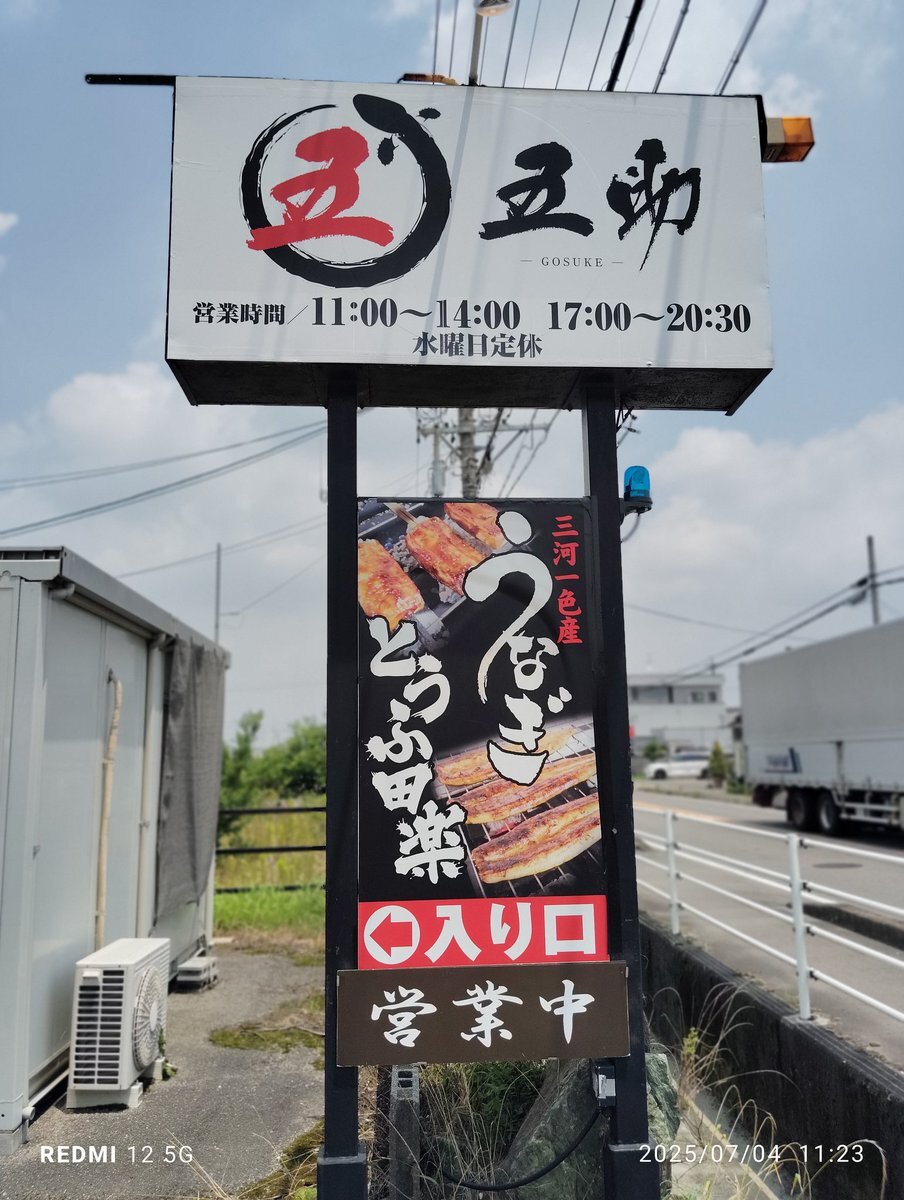 五
五助
— GOSUKE —
営業時間／11:00～14:00 17:00～20:30
水曜日定休
三河一色産
うなぎ
とうふ田楽
入り口
営業中
REDMI 12 5G
2025/07/04 11:23